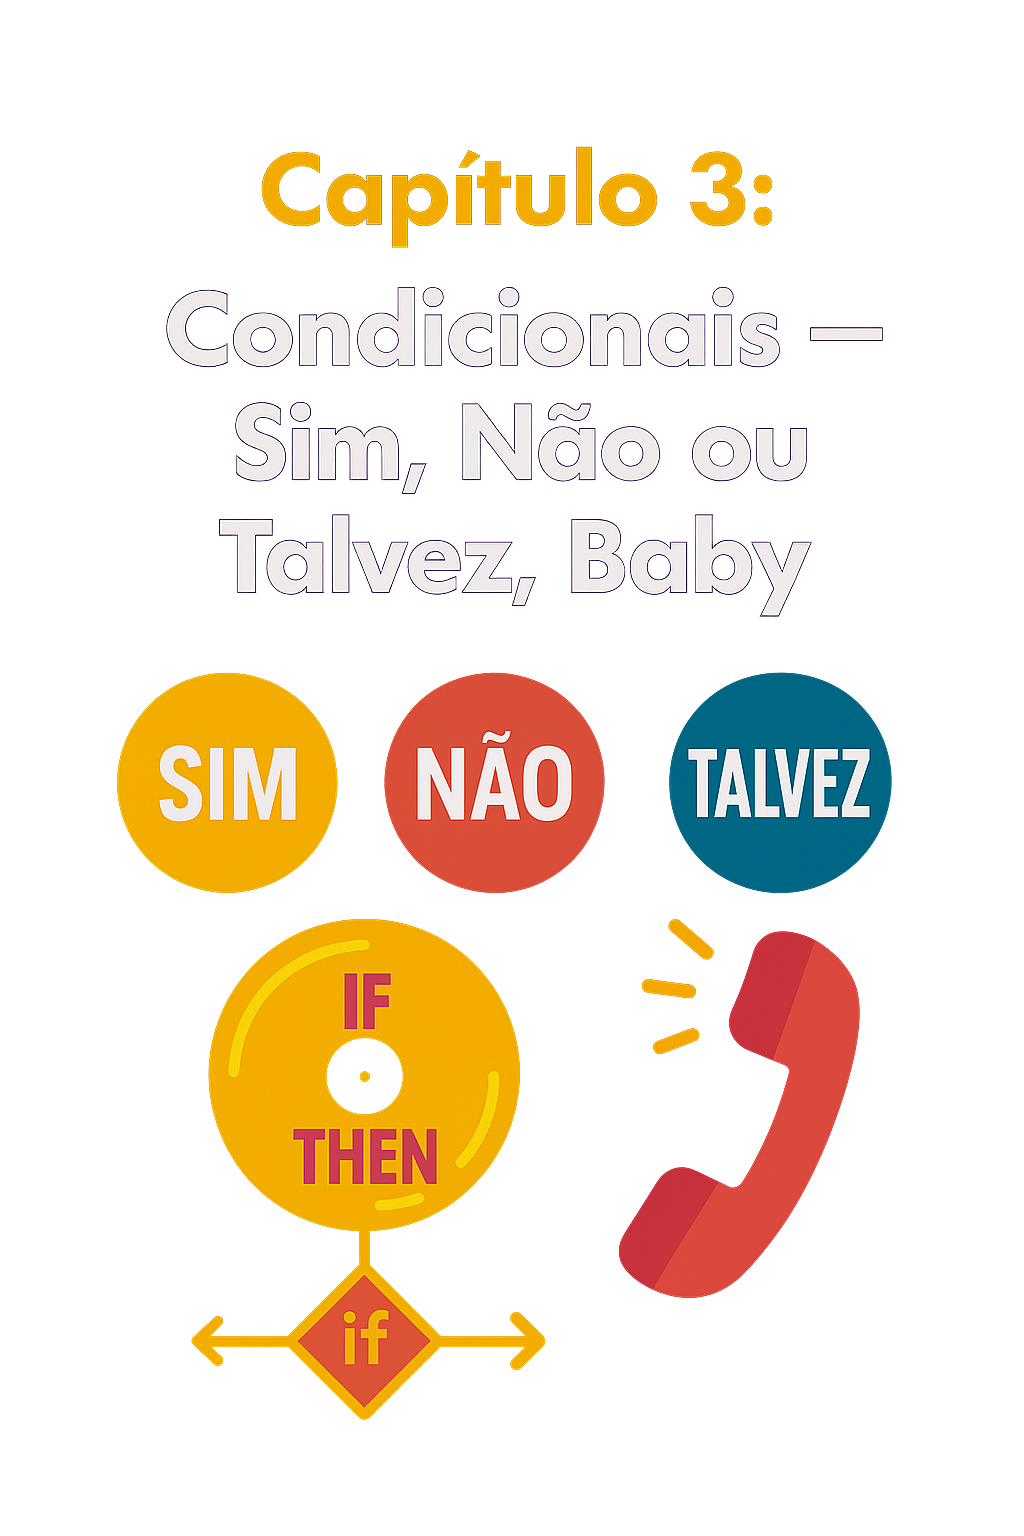 Capítulo 3:
Condicionais —
Sim, Não ou
Talvez, Baby
SIM
NÃO
TALVEZ
IF
THEN
if